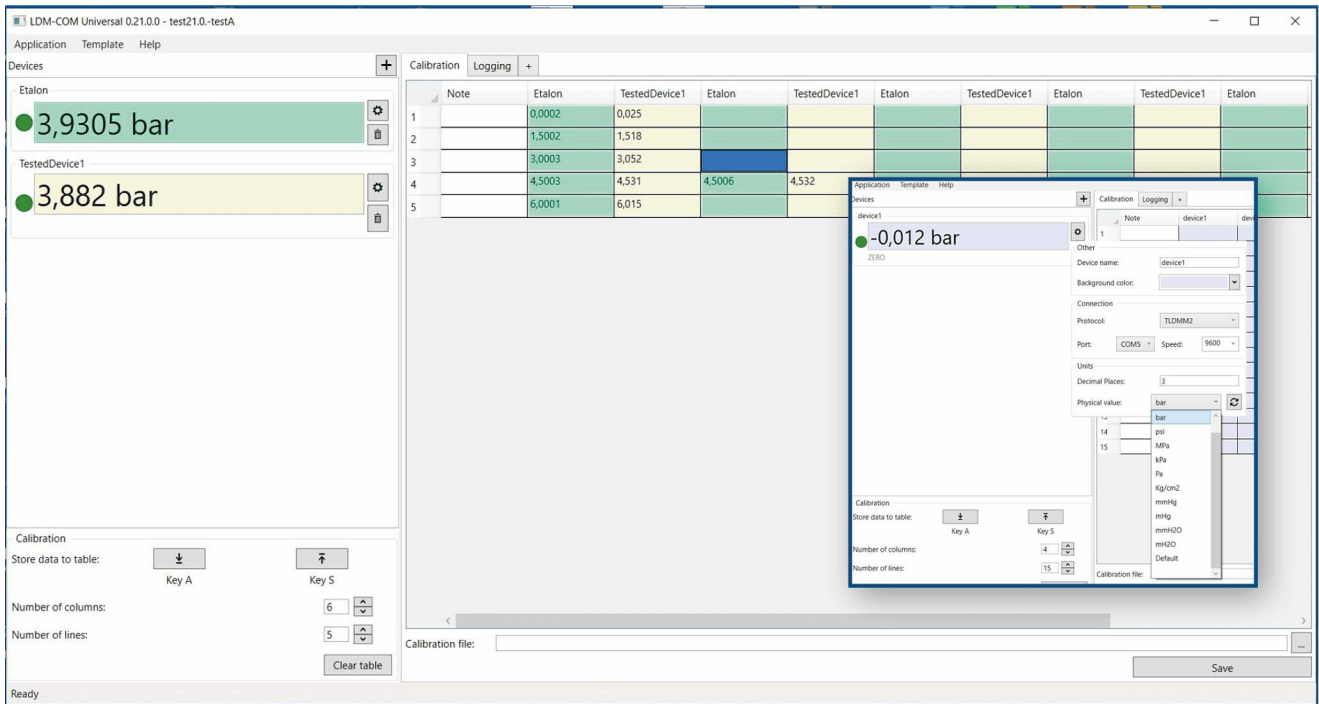 LDM-COM Universal 0.21.0.0 - test21.0.-testA
Application Template Help
Devices +
Etalon
3,9305 bar
TestedDevice1
3,882 bar
Calibration
Store data to table:
Key A Key S
Number of columns: 6
Number of lines: 5
Clear table
Ready
Calibration Logging +
Note Etalon TestedDevice1 Etalon TestedDevice1 Etalon TestedDevice1 Etalon TestedDevice1 Etalon
1 0,0002 0,025
2 1,5002 1,518
3 3,0003 3,052
4 4,5003 4,531 4,5006 4,532
5 6,0001 6,015
Calibration file: ...
Save
Application Template Help
Devices +
device1
-0,012 bar
ZERO
Calibration
Store data to table:
Key A Key S
Number of columns: 4
Number of lines: 15
Calibration Logging +
Note device1
1
Other
Device name: device1
Background color:
Connection
Protocol: TLDMM2
Port: COM5 Speed: 9600
Units
Decimal Places: 3
Physical value: bar
bar
psi
MPa
kPa
Pa
Kg/cm2
mmHg
mHg
mmH2O
mH2O
Default
14
15
Calibration file: